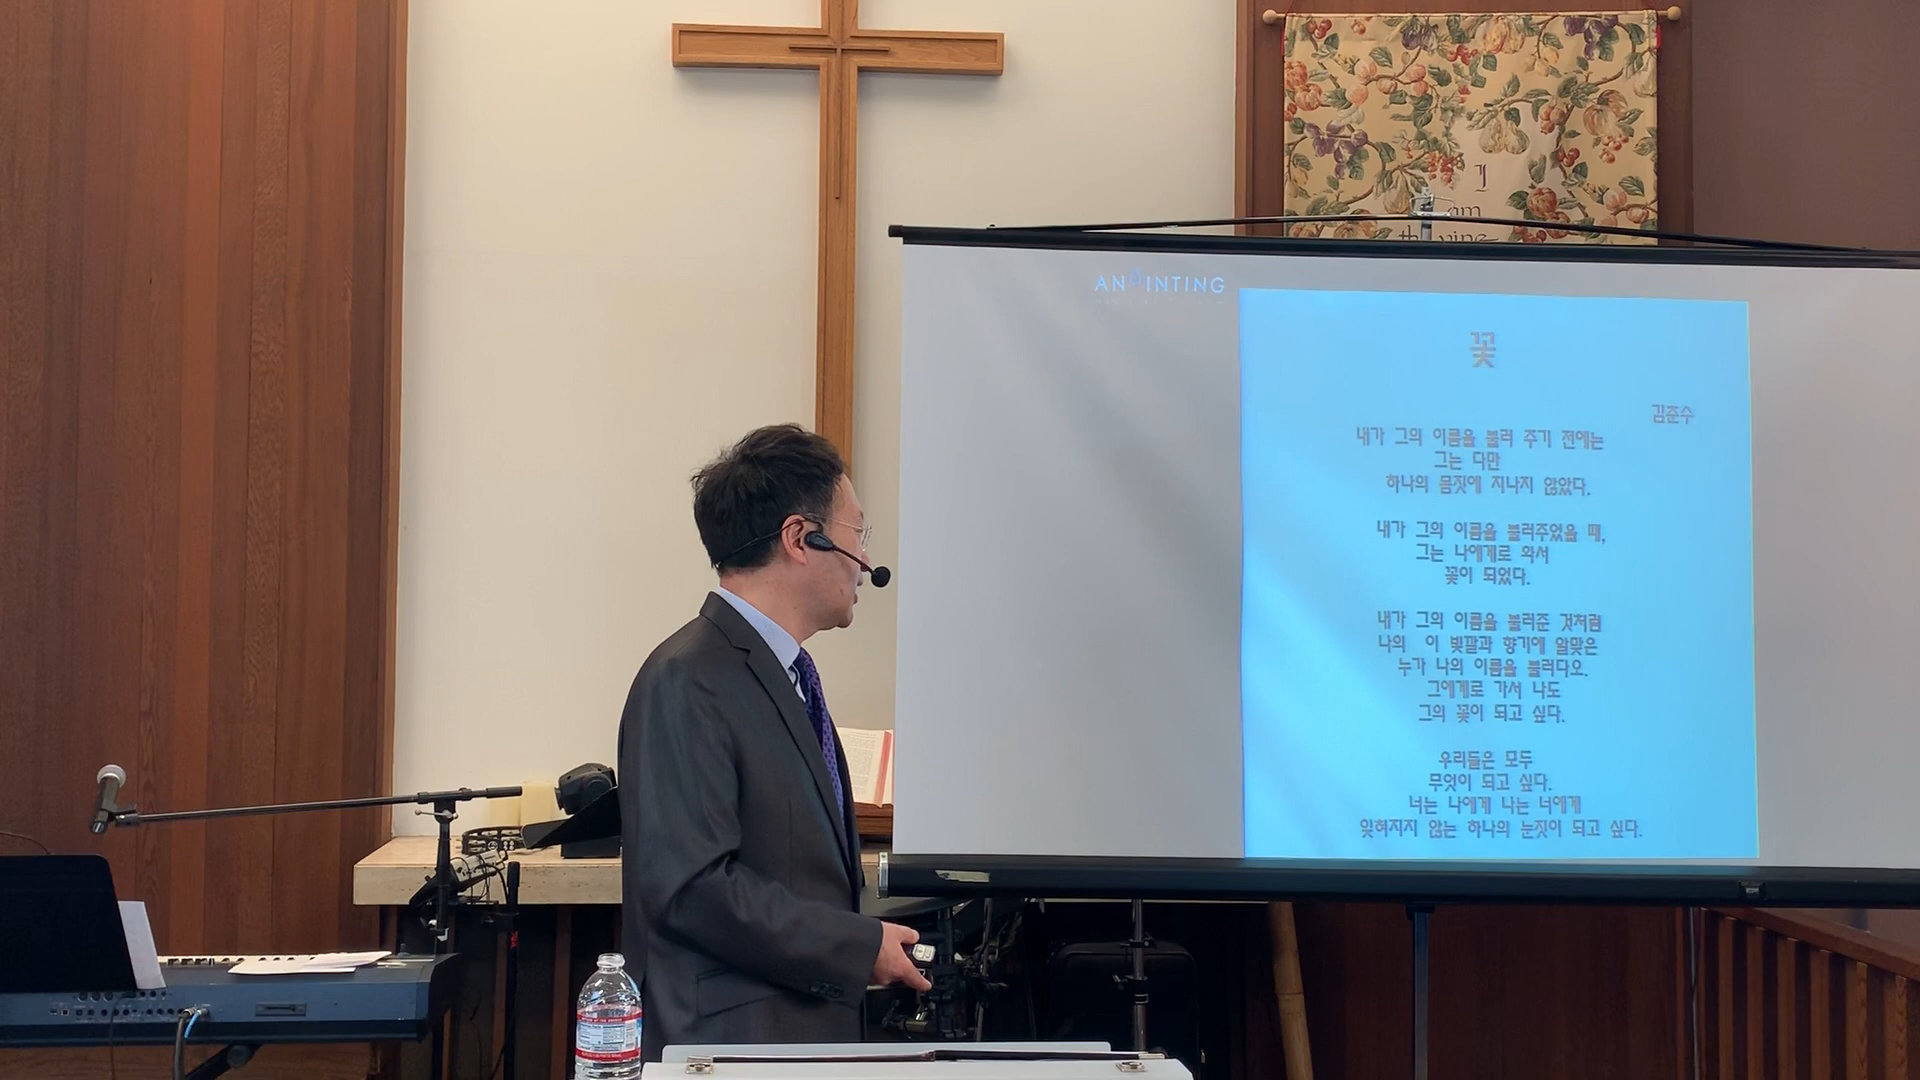 I
am
the vine
ANOINTING
꽃
김춘수
내가 그의 이름을 불러 주기 전에는
그는 다만
하나의 몸짓에 지나지 않았다.
내가 그의 이름을 불러주었을 때,
그는 나에게로 와서
꽃이 되었다.
내가 그의 이름을 불러준 것처럼
나의 이 빛깔과 향기에 알맞은
누가 나의 이름을 불러다오.
그에게로 가서 나도
그의 꽃이 되고 싶다.
우리들은 모두
무엇이 되고 싶다.
너는 나에게 나는 너에게
잊혀지지 않는 하나의 눈짓이 되고 싶다.